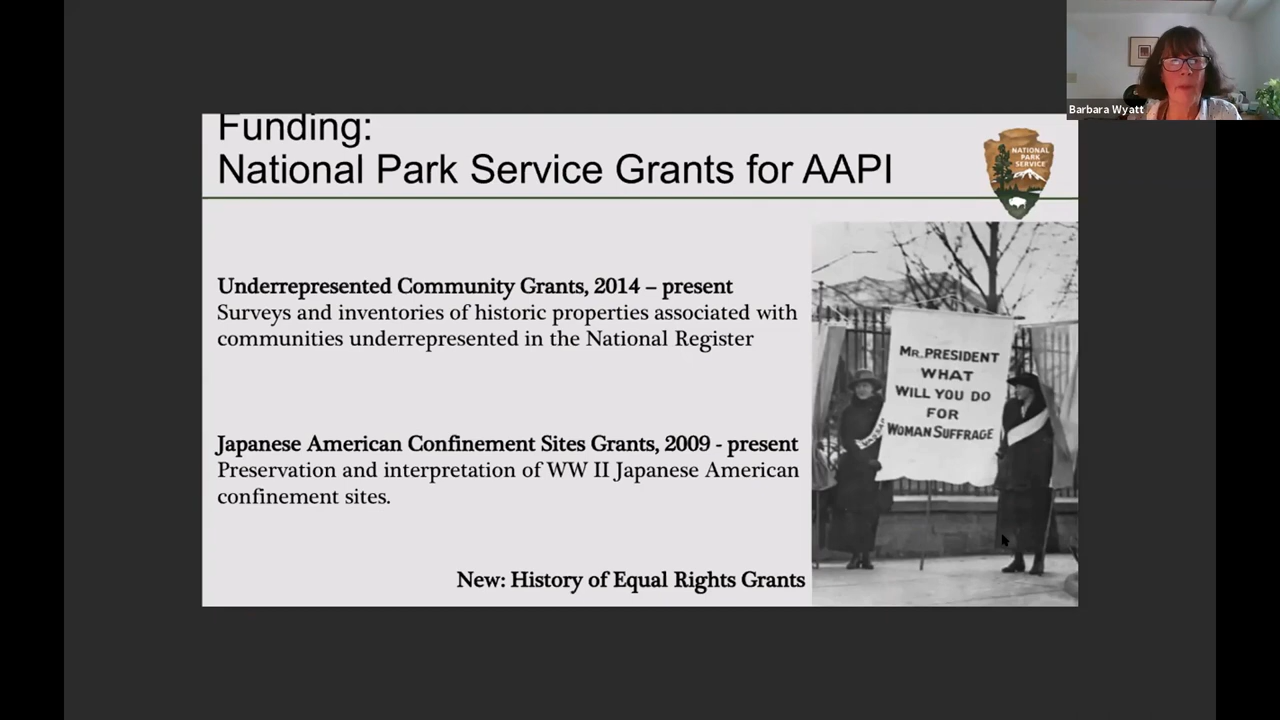 Barbara Wyatt
Funding:
National Park Service Grants for AAPI
NATIONAL
PARK
SERVICE
Underrepresented Community Grants, 2014 – present
Surveys and inventories of historic properties associated with
communities underrepresented in the National Register
Japanese American Confinement Sites Grants, 2009 - present
Preservation and interpretation of WW II Japanese American
confinement sites.
New: History of Equal Rights Grants
MR. PRESIDENT
WHAT
WILL YOU DO
FOR
WOMAN SUFFRAGE